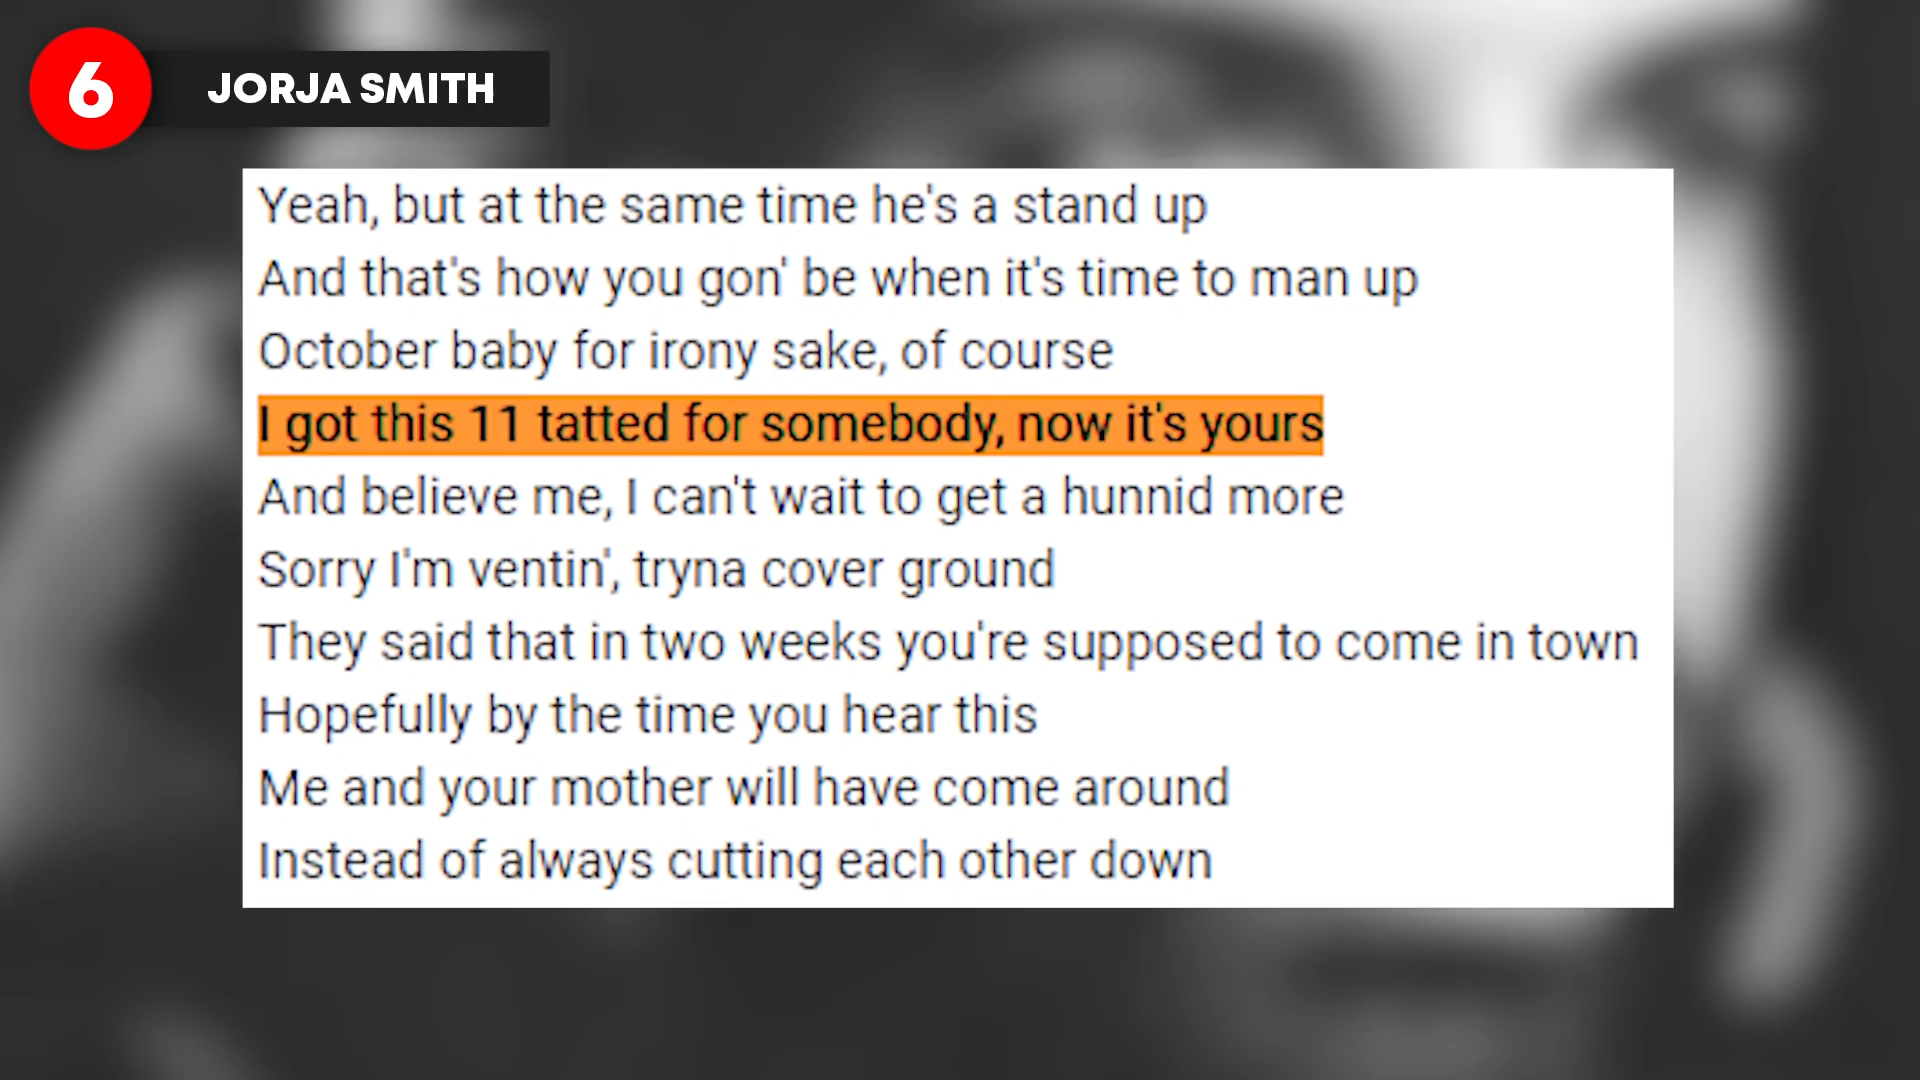 6
JORJA SMITH
Yeah, but at the same time he's a stand up
And that's how you gon' be when it's time to man up
October baby for irony sake, of course
I got this 11 tatted for somebody, now it's yours
And believe me, I can't wait to get a hunnid more
Sorry I'm ventin', tryna cover ground
They said that in two weeks you're supposed to come in town
Hopefully by the time you hear this
Me and your mother will have come around
Instead of always cutting each other down